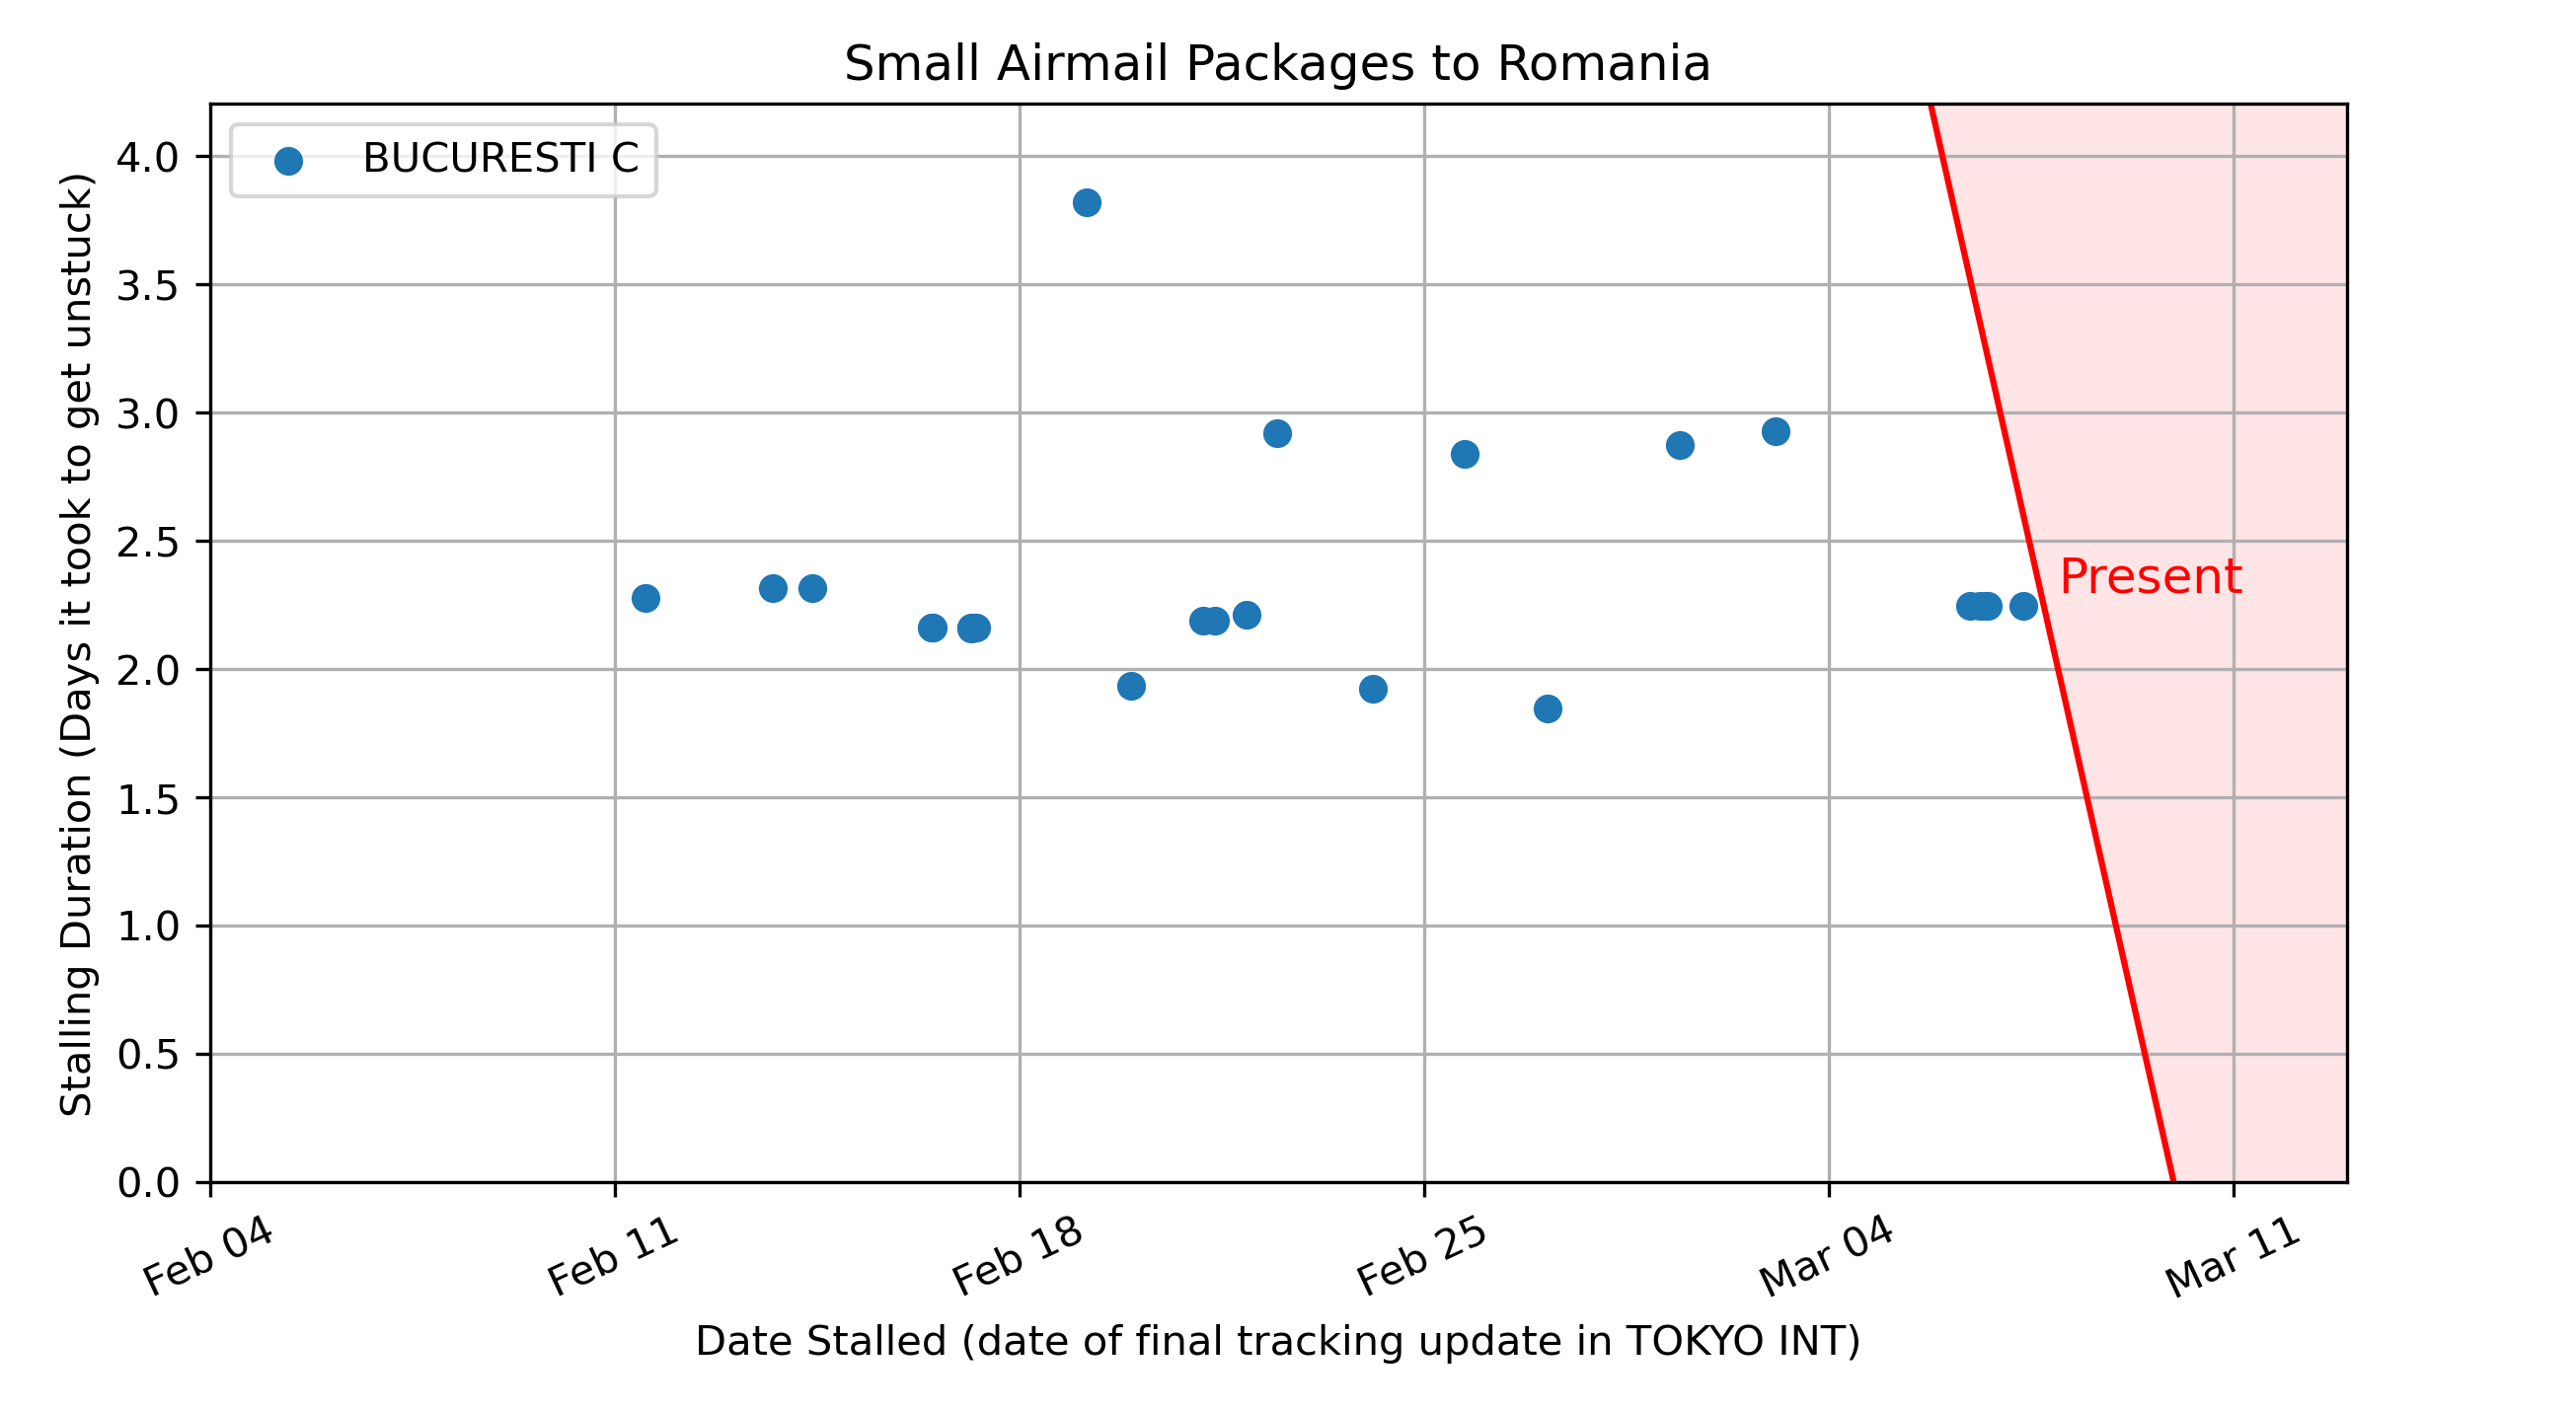 Small Airmail Packages to Romania
BUCURESTI C
Stalling Duration (Days it took to get unstuck)
4.0
3.5
3.0
2.5
2.0
1.5
1.0
0.5
0.0
Present
Feb 04
Feb 11
Feb 18
Feb 25
Mar 04
Mar 11
Date Stalled (date of final tracking update in TOKYO INT)